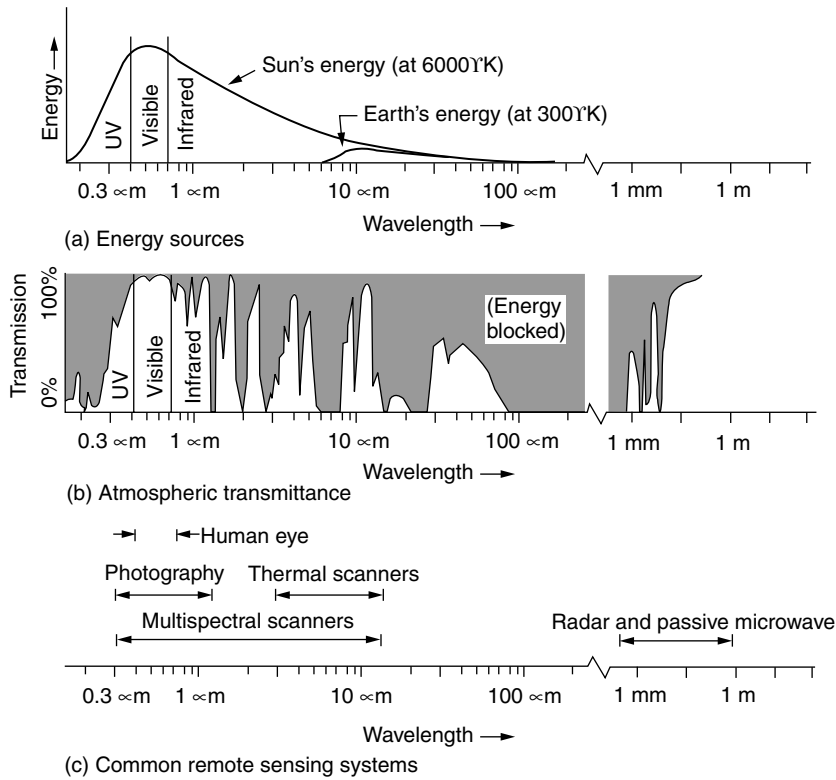 Energy
UV
Visible
Infrared
Sun's energy (at 6000ϒK)
Earth's energy (at 300ϒK)
0.3 ∝m 1 ∝m 10 ∝m 100 ∝m 1 mm 1 m
Wavelength
(a) Energy sources
Transmission
0% 100%
UV
Visible
Infrared
(Energy
blocked)
0.3 ∝m 1 ∝m 10 ∝m 100 ∝m 1 mm 1 m
Wavelength
(b) Atmospheric transmittance
Human eye
Photography Thermal scanners
Multispectral scanners
Radar and passive microwave
0.3 ∝m 1 ∝m 10 ∝m 100 ∝m 1 mm 1 m
Wavelength
(c) Common remote sensing systems